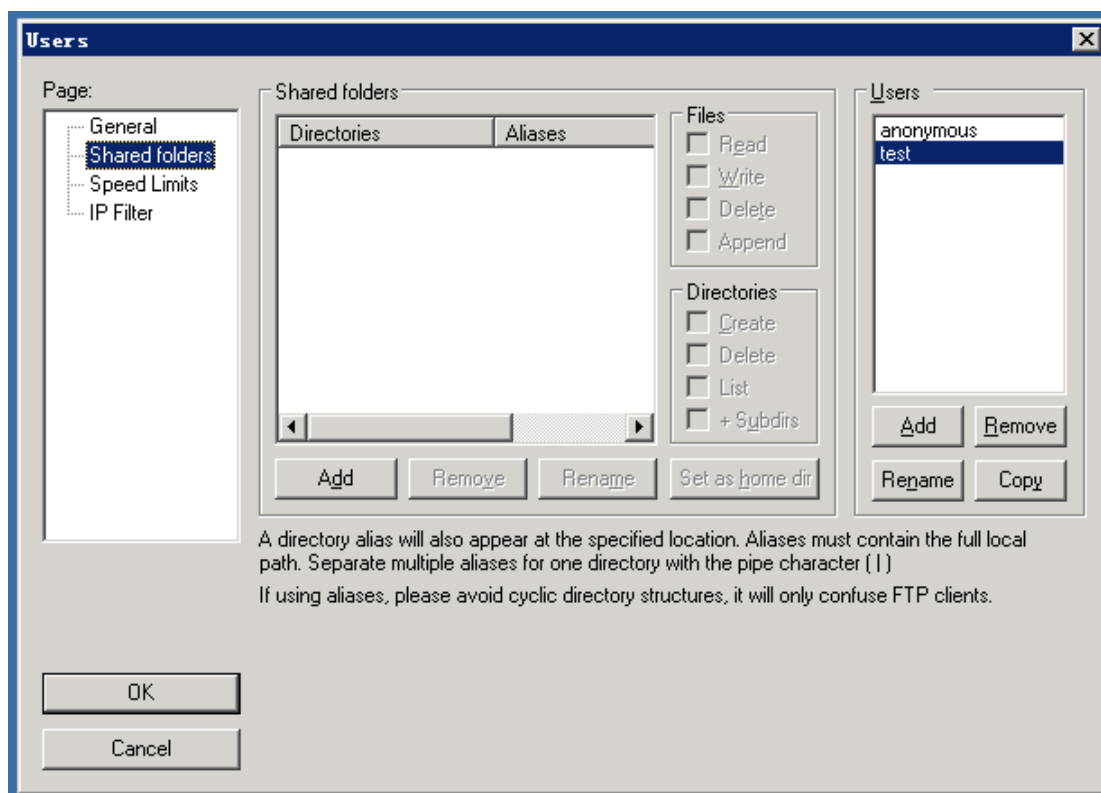 Users
Page:
General
Shared folders
Speed Limits
IP Filter
Shared folders
Directories Aliases
Files
Read
Write
Delete
Append
Directories
Create
Delete
List
+ Subdirs
Add Remove Rename Set as home dir
Users
anonymous
test
Add Remove
Rename Copy
A directory alias will also appear at the specified location. Aliases must contain the full local
path. Separate multiple aliases for one directory with the pipe character ( | )
If using aliases, please avoid cyclic directory structures, it will only confuse FTP clients.
OK
Cancel